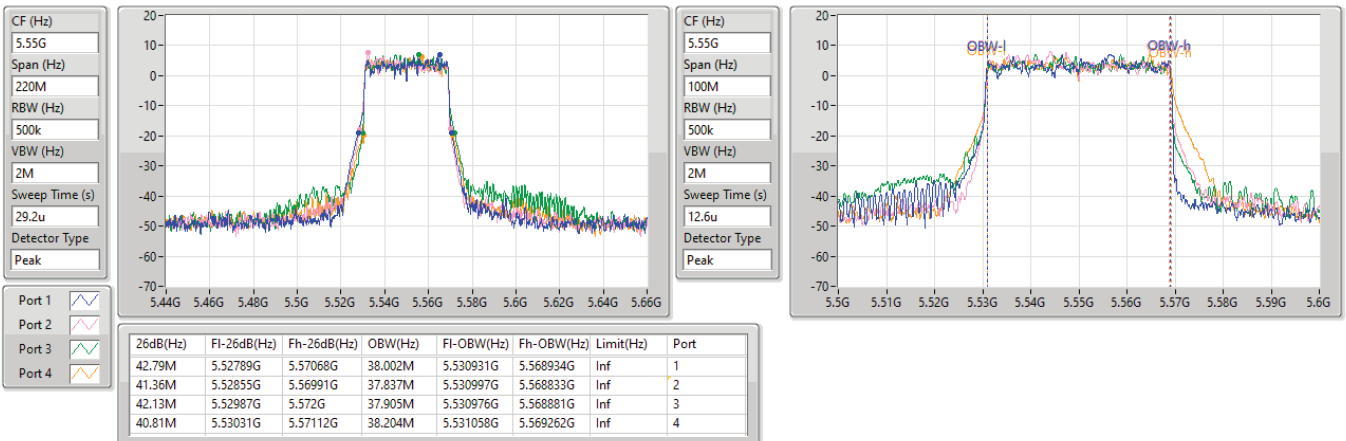 CF (Hz)
5.55G
Span (Hz)
220M
RBW (Hz)
500k
VBW (Hz)
2M
Sweep Time (s)
29.2u
Detector Type
Peak
20
10
0
-10
-20
-30
-40
-50
-60
-70
5.44G 5.46G 5.48G 5.5G 5.52G 5.54G 5.56G 5.58G 5.6G 5.62G 5.64G 5.66G
CF (Hz)
5.55G
Span (Hz)
100M
RBW (Hz)
500k
VBW (Hz)
2M
Sweep Time (s)
12.6u
Detector Type
Peak
20
10
0
-10
-20
-30
-40
-50
-60
-70
OBW-l OBW-h
5.5G 5.51G 5.52G 5.53G 5.54G 5.55G 5.56G 5.57G 5.58G 5.59G 5.6G
Port 1
Port 2
Port 3
Port 4
26dB(Hz) Fl-26dB(Hz) Fh-26dB(Hz) OBW(Hz) Fl-OBW(Hz) Fh-OBW(Hz) Limit(Hz) Port
42.79M 5.52789G 5.57068G 38.002M 5.530931G 5.568934G Inf 1
41.36M 5.52855G 5.56991G 37.837M 5.530997G 5.568833G Inf 2
42.13M 5.52987G 5.572G 37.905M 5.530976G 5.568881G Inf 3
40.81M 5.53031G 5.57112G 38.204M 5.531058G 5.569262G Inf 4